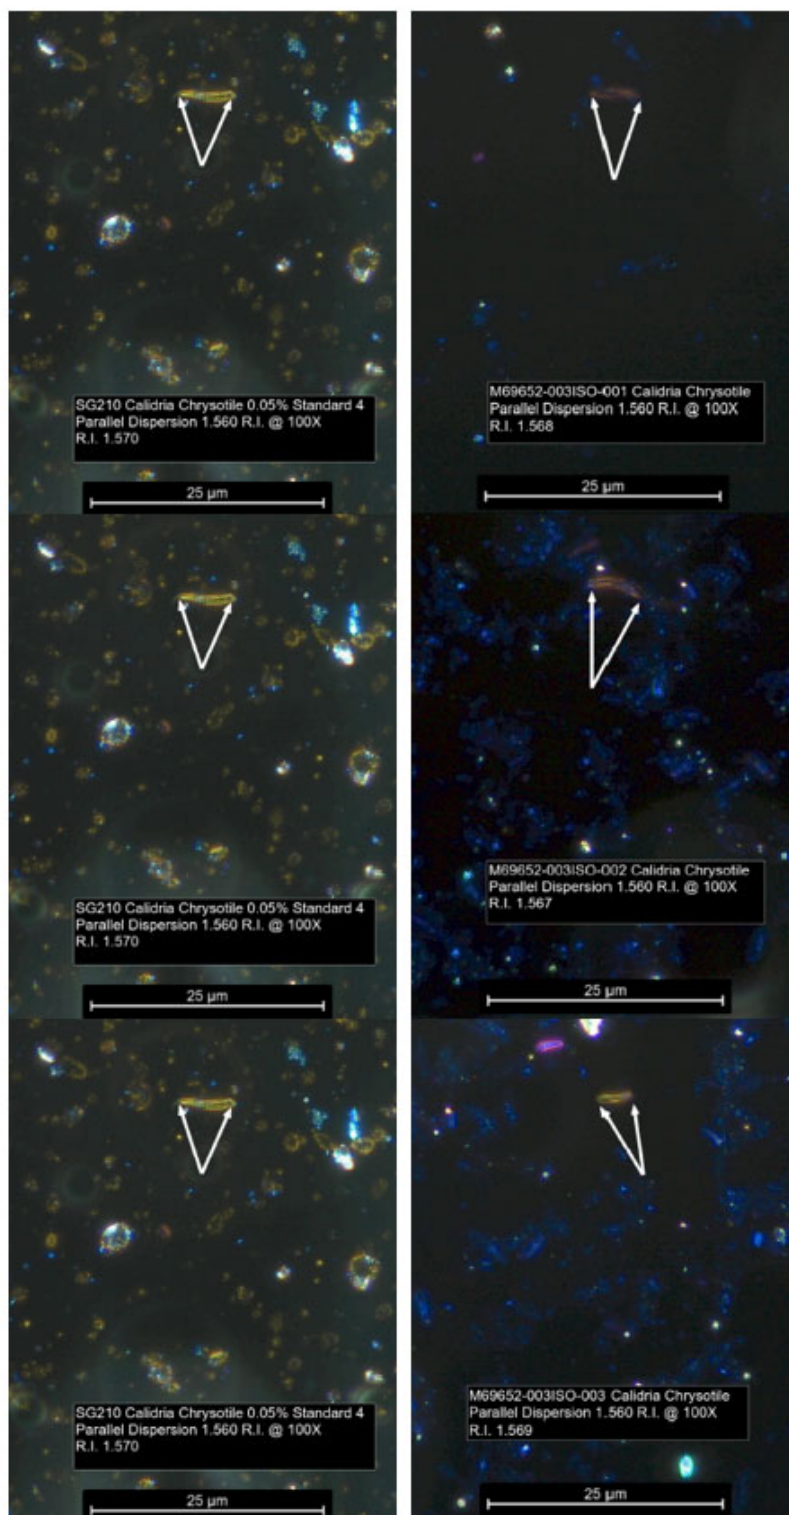 SG210 Calidria Chrysotile 0.05% Standard 4
Parallel Dispersion 1.560 R.I. @ 100X
R.I. 1.570
25 µm
M69652-003ISO-001 Calidria Chrysotile
Parallel Dispersion 1.560 R.I. @ 100X
R.I. 1.568
25 µm
SG210 Calidria Chrysotile 0.05% Standard 4
Parallel Dispersion 1.560 R.I. @ 100X
R.I. 1.570
25 µm
M69652-003ISO-002 Calidria Chrysotile
Parallel Dispersion 1.560 R.I. @ 100X
R.I. 1.567
25 µm
SG210 Calidria Chrysotile 0.05% Standard 4
Parallel Dispersion 1.560 R.I. @ 100X
R.I. 1.570
25 µm
M69652-003ISO-003 Calidria Chrysotile
Parallel Dispersion 1.560 R.I. @ 100X
R.I. 1.569
25 µm